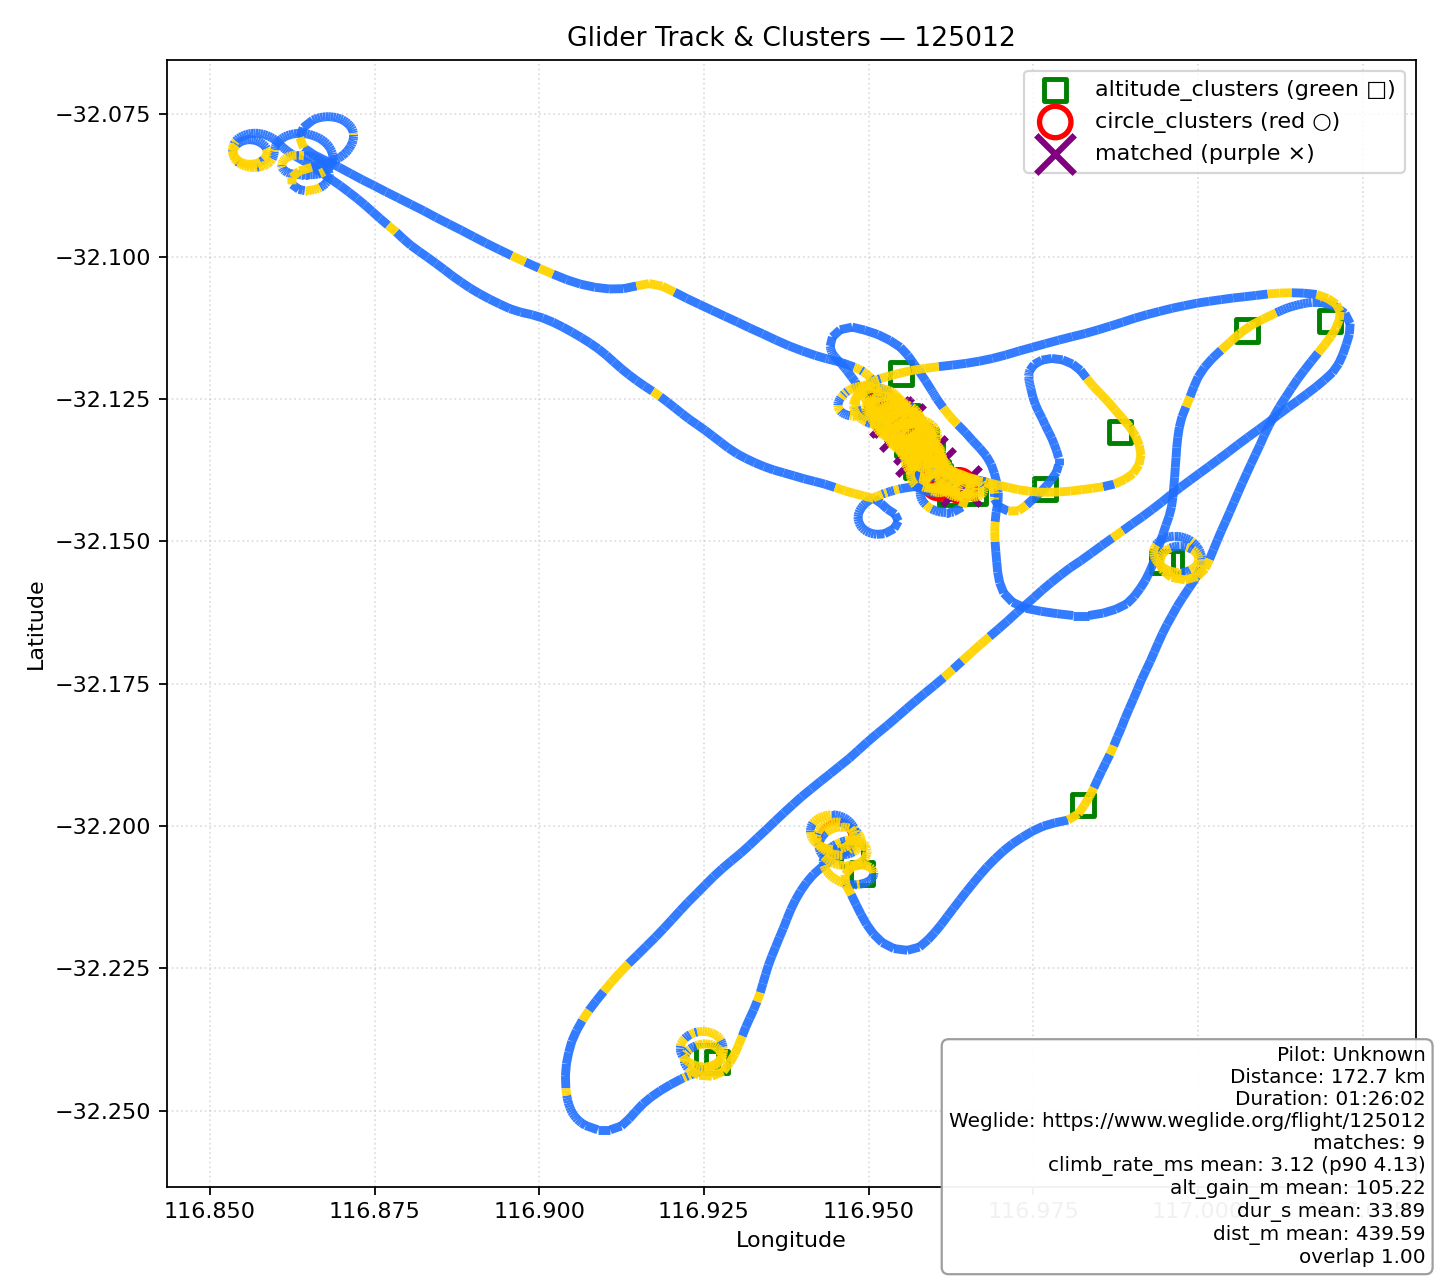 Glider Track & Clusters — 125012
altitude_clusters (green □)
circle_clusters (red ○)
matched (purple ×)
−32.075
−32.100
−32.125
−32.150
−32.175
−32.200
−32.225
−32.250
Latitude
116.850
116.875
116.900
116.925
116.950
116.975
117.000
Longitude
Pilot: Unknown
Distance: 172.7 km
Duration: 01:26:02
Weglide: https://www.weglide.org/flight/125012
matches: 9
climb_rate_ms mean: 3.12 (p90 4.13)
alt_gain_m mean: 105.22
dur_s mean: 33.89
dist_m mean: 439.59
overlap 1.00